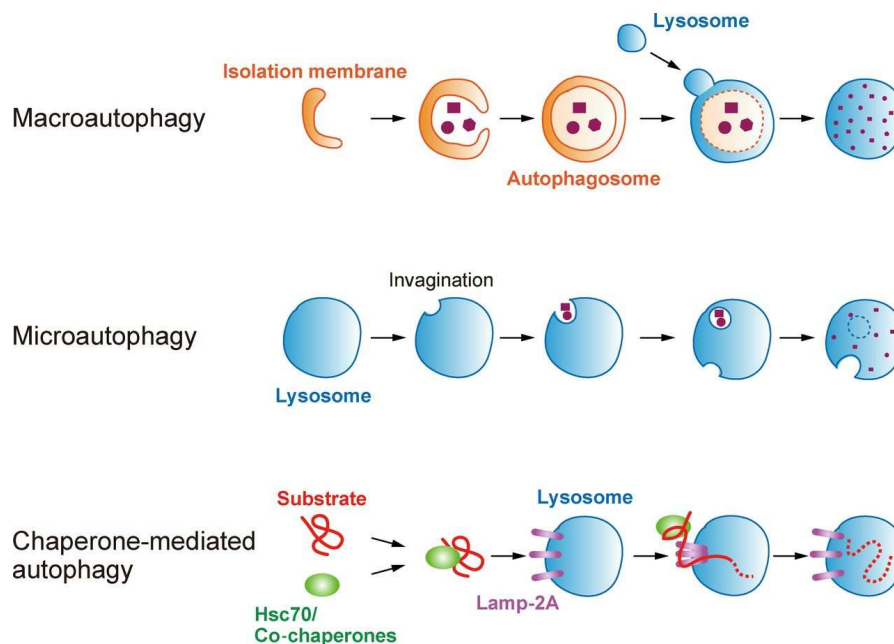 Lysosome
Isolation membrane
Macroautophagy
Autophagosome
Invagination
Microautophagy
Lysosome
Substrate
Lysosome
Chaperone-mediated
autophagy
Lamp-2A
Hsc70/
Co-chaperones